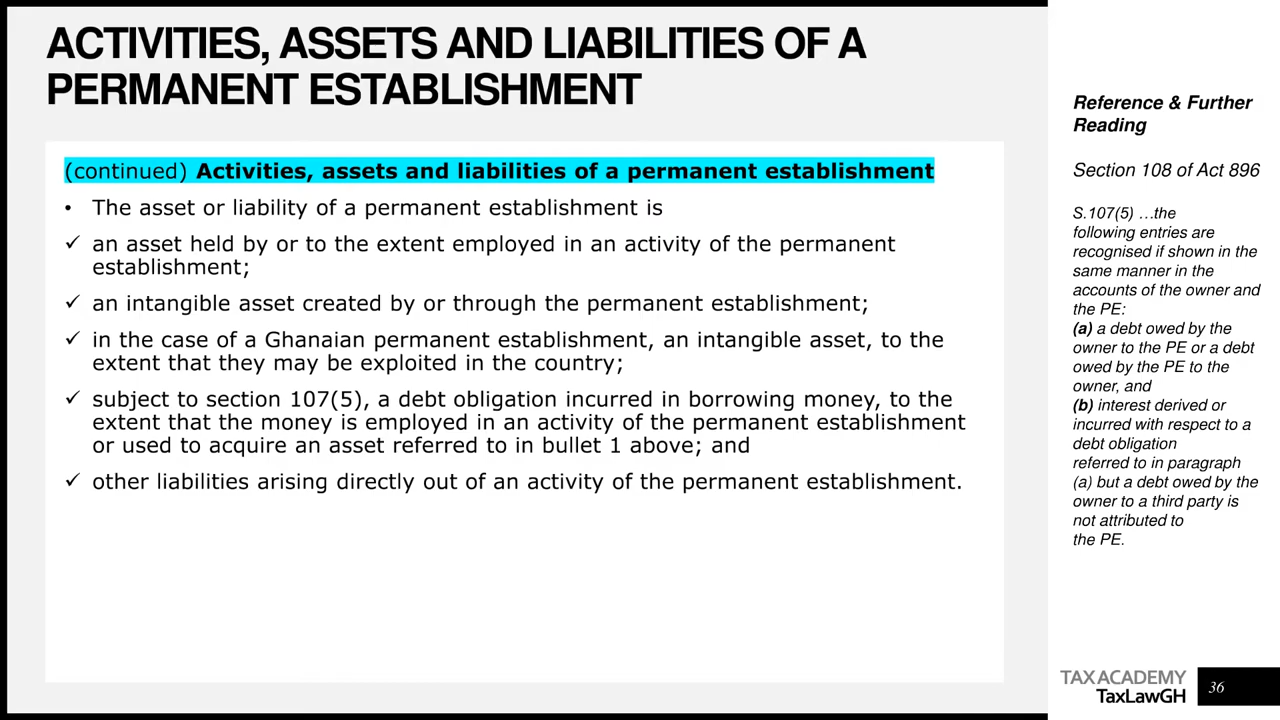 ACTIVITIES, ASSETS AND LIABILITIES OF A
PERMANENT ESTABLISHMENT
(continued) Activities, assets and liabilities of a permanent establishment
• The asset or liability of a permanent establishment is
✓ an asset held by or to the extent employed in an activity of the permanent
establishment;
✓ an intangible asset created by or through the permanent establishment;
✓ in the case of a Ghanaian permanent establishment, an intangible asset, to the
extent that they may be exploited in the country;
✓ subject to section 107(5), a debt obligation incurred in borrowing money, to the
extent that the money is employed in an activity of the permanent establishment
or used to acquire an asset referred to in bullet 1 above; and
✓ other liabilities arising directly out of an activity of the permanent establishment.
Reference & Further
Reading
Section 108 of Act 896
S.107(5) …the
following entries are
recognised if shown in the
same manner in the
accounts of the owner and
the PE:
(a) a debt owed by the
owner to the PE or a debt
owed by the PE to the
owner, and
(b) interest derived or
incurred with respect to a
debt obligation
referred to in paragraph
(a) but a debt owed by the
owner to a third party is
not attributed to
the PE.
TAX ACADEMY
TaxLawGH
36